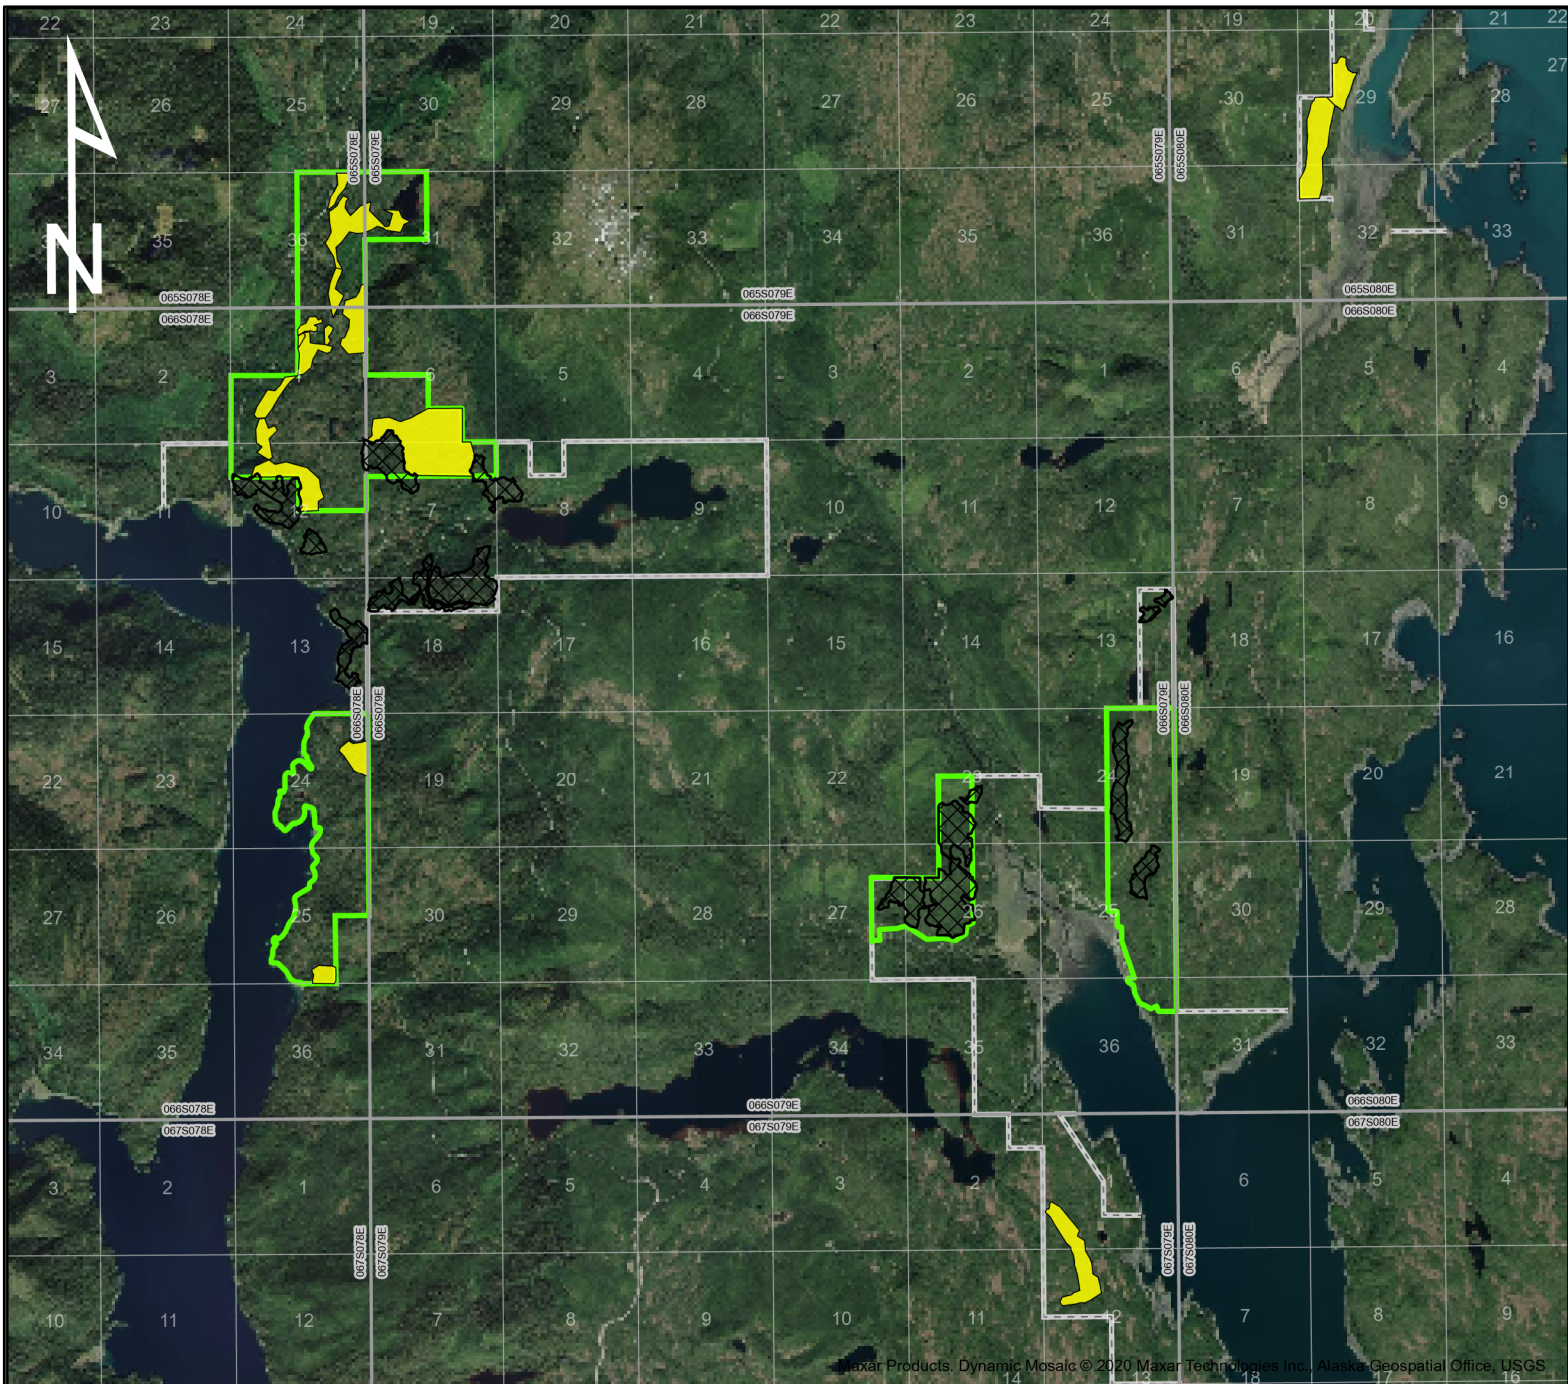 22 23 24 19 20 21 22 23 24 19 20 21 22
27 26 25 30 29 28 27 26 25 30 29 28 27
065S078E 065S079E 065S079E 065S080E
35 36 31 32 33 34 35 36 31 32 33
N
065S078E 065S079E 065S080E
066S078E 066S079E 066S080E
3 2 1 6 5 4 3 2 1 6 5 4
10 11 7 8 9 10 11 12 7 8 9
15 14 13 18 17 16 15 14 13 18 17 16
066S078E 066S079E 066S079E 066S080E
22 23 24 19 20 21 22 23 24 19 20 21
27 26 25 30 29 28 27 26 25 30 29 28
34 35 36 31 32 33 34 35 36 31 32 33
066S078E 066S079E 066S080E
067S078E 067S079E 067S080E
3 2 1 6 5 4 3 2 1 6 5 4
067S078E 067S079E 067S079E 067S080E
10 11 12 7 8 9 10 11 12 7 8 9
Maxar Products. Dynamic Mosaic © 2020 Maxar Technologies Inc., Alaska Geospatial Office, USGS
14 13 18 17 16